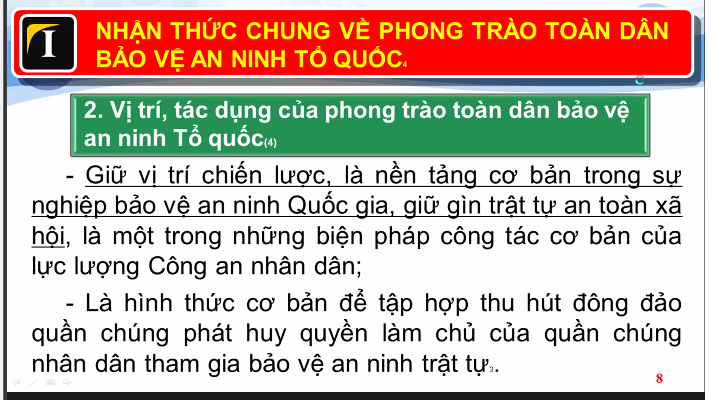 I
NHẬN THỨC CHUNG VỀ PHONG TRÀO TOÀN DÂN
BẢO VỆ AN NINH TỔ QUỐC4
2. Vị trí, tác dụng của phong trào toàn dân bảo vệ
an ninh Tổ quốc(4)
- Giữ vị trí chiến lược, là nền tảng cơ bản trong sự
nghiệp bảo vệ an ninh Quốc gia, giữ gìn trật tự an toàn xã
hội, là một trong những biện pháp công tác cơ bản của
lực lượng Công an nhân dân;
- Là hình thức cơ bản để tập hợp thu hút đông đảo
quần chúng phát huy quyền làm chủ của quần chúng
nhân dân tham gia bảo vệ an ninh trật tự3.
8